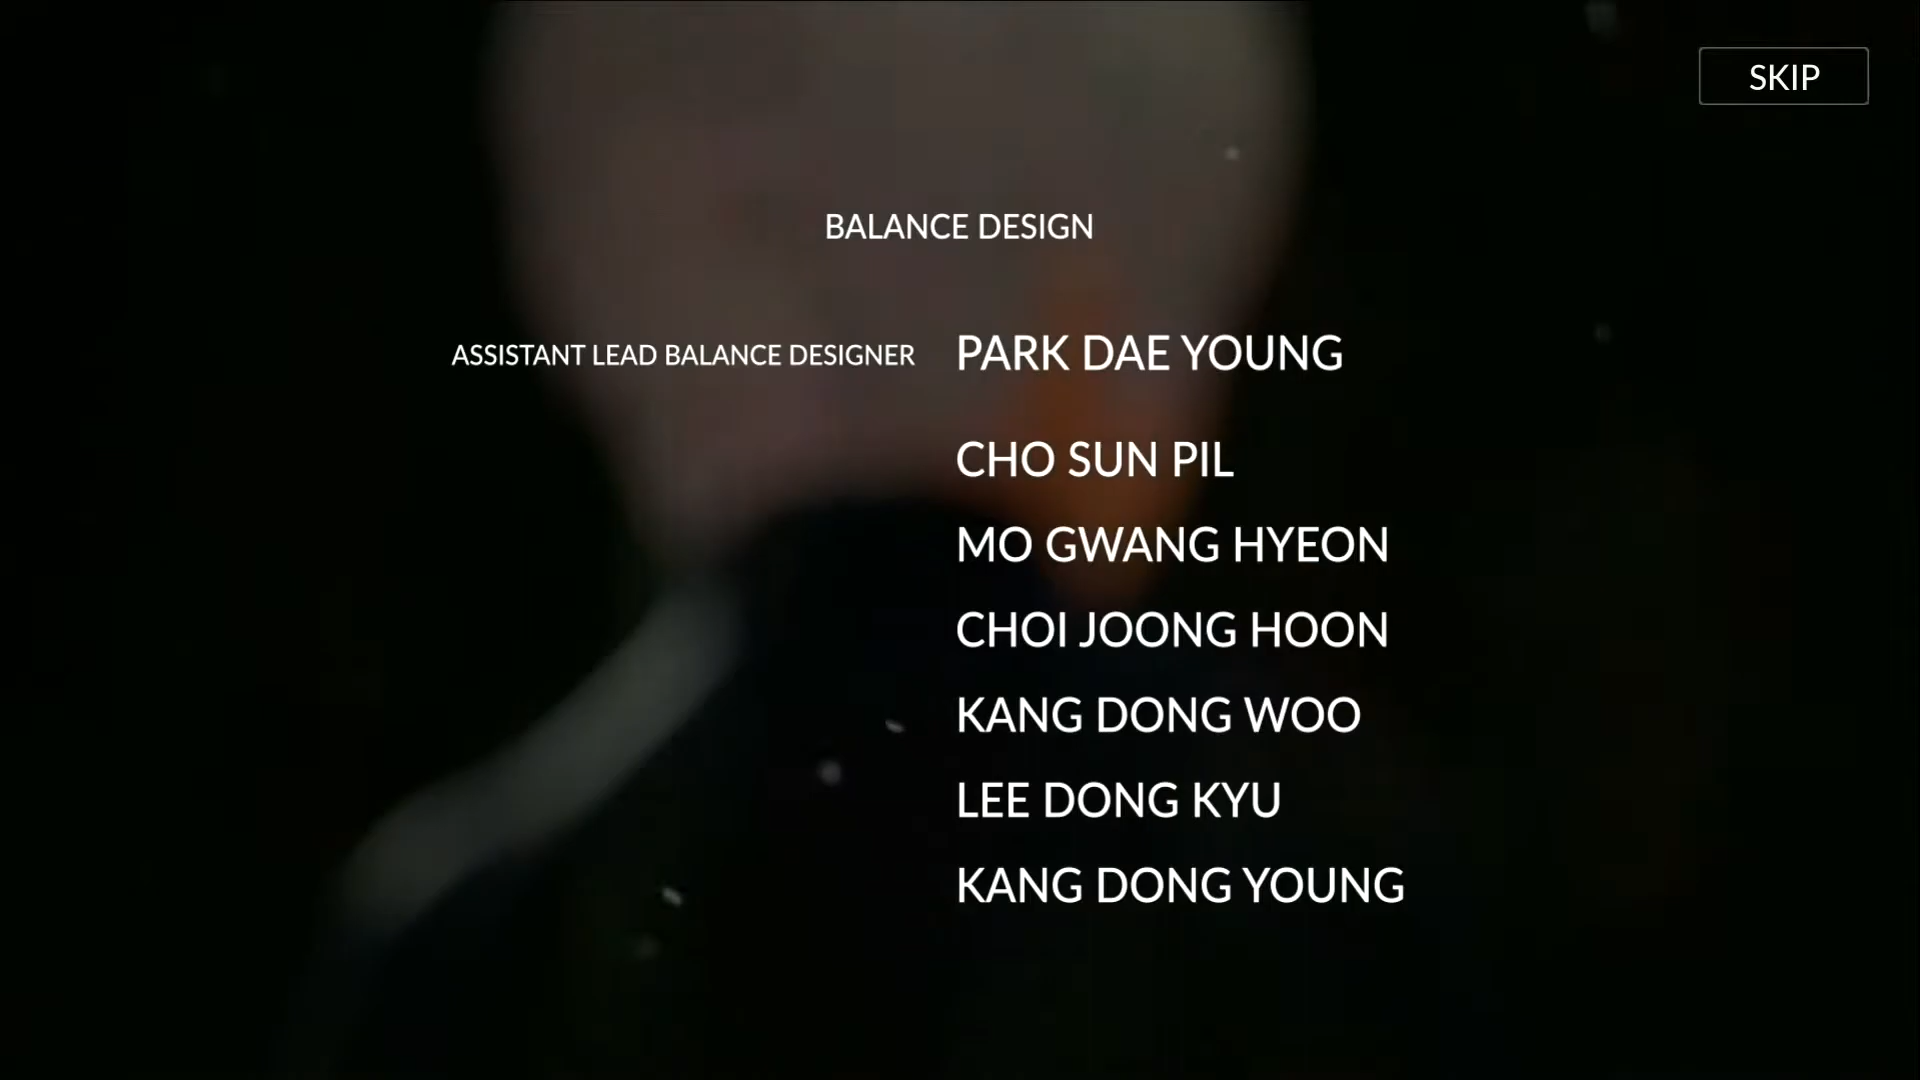 SKIP
BALANCE DESIGN
ASSISTANT LEAD BALANCE DESIGNER PARK DAE YOUNG
CHO SUN PIL
MO GWANG HYEON
CHOI JOONG HOON
KANG DONG WOO
LEE DONG KYU
KANG DONG YOUNG